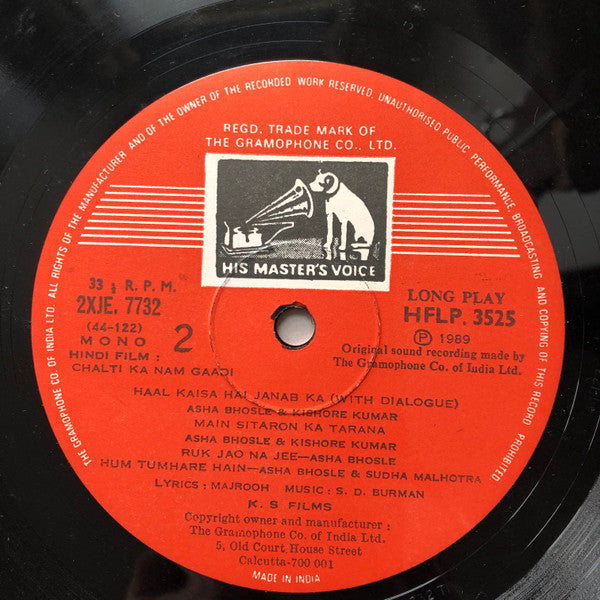 THE GRAMOPHONE CO. OF INDIA LTD. ALL RIGHTS OF THE MANUFACTURER AND OF THE OWNER OF THE RECORDED WORK RESERVED. UNAUTHORISED PUBLIC PERFORMANCE, BROADCASTING AND COPYING OF THIS RECORD PROHIBITED
REGD. TRADE MARK OF
THE GRAMOPHONE CO., LTD.
HIS MASTER'S VOICE
33 ⅓ R. P. M.
2XJE. 7732
(44-122)
MONO
2
HINDI FILM :
CHALTI KA NAM GAADI
LONG PLAY
HFLP. 3525
Ⓟ 1989
Original sound recording made by
The Gramophone Co. of India Ltd.
HAAL KAISA HAI JANAB KA (WITH DIALOGUE)
ASHA BHOSLE & KISHORE KUMAR
MAIN SITARON KA TARANA
ASHA BHOSLE & KISHORE KUMAR
RUK JAO NA JEE—ASHA BHOSLE
HUM TUMHARE HAIN—ASHA BHOSLE & SUDHA MALHOTRA
LYRICS : MAJROOH MUSIC : S. D. BURMAN
K. S FILMS
Copyright owner and manufacturer :
The Gramophone Co. of India Ltd.
5, Old Court House Street
Calcutta-700 001
MADE IN INDIA